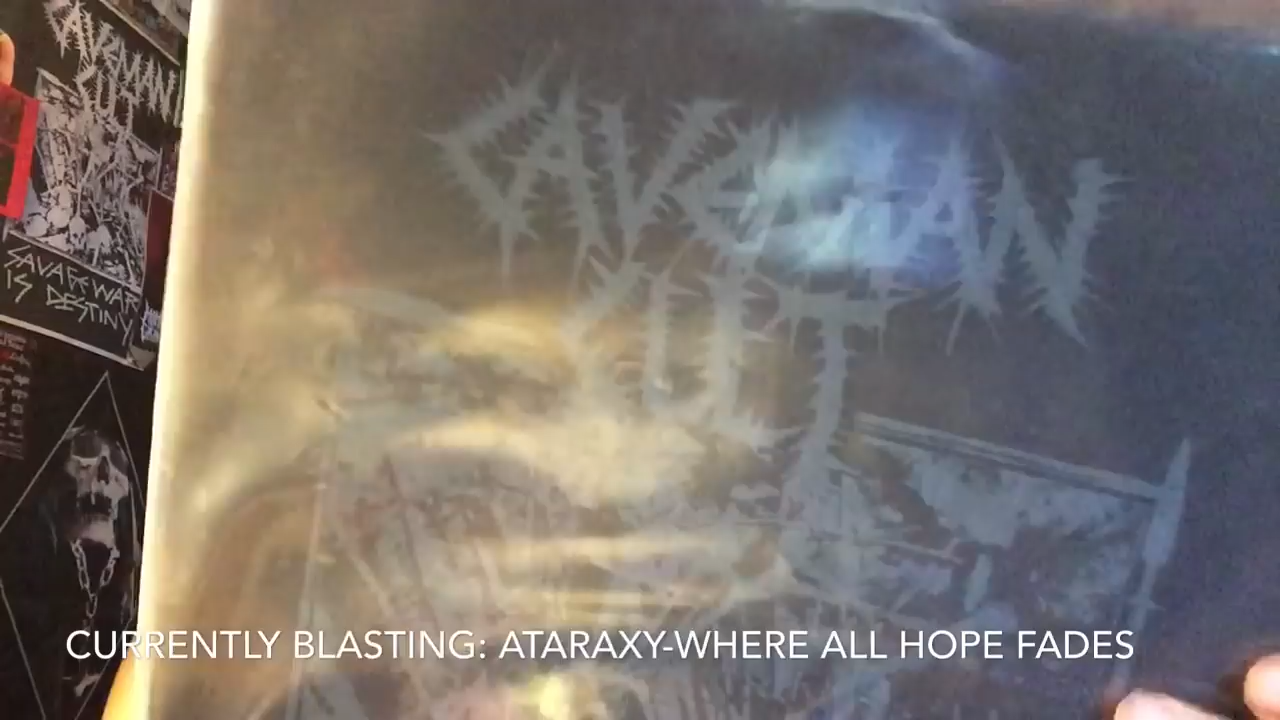 CAVEMAN
CULT
SAVAGE WAR
IS DESTINY
CAVEMAN
CULT
CURRENTLY BLASTING: ATARAXY-WHERE ALL HOPE FADES